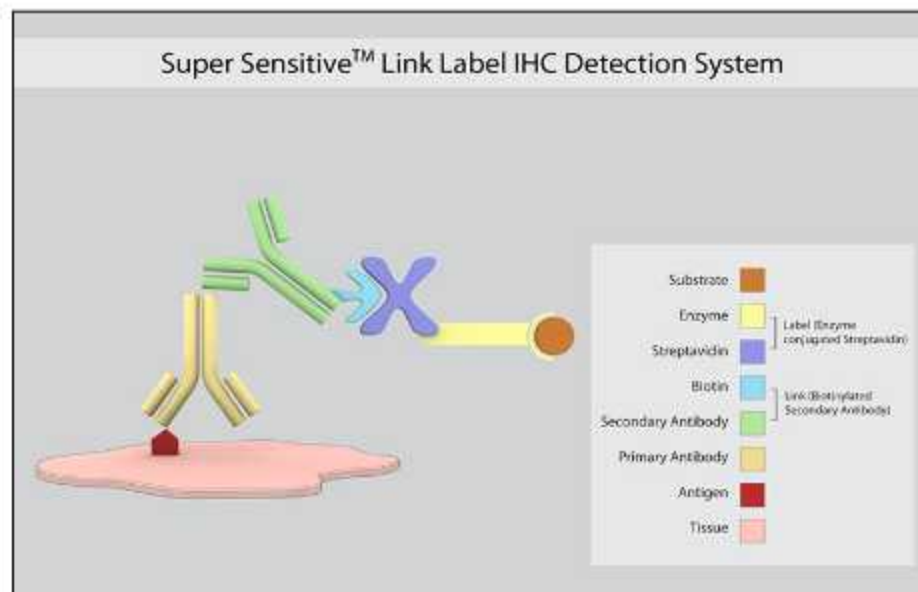 Super Sensitive™ Link Label IHC Detection System
Substrate
Enzyme
Label (Enzyme
conjugated Streptavidin)
Streptavidin
Biotin
Link (Biotinylated
Secondary Antibody)
Secondary Antibody
Primary Antibody
Antigen
Tissue